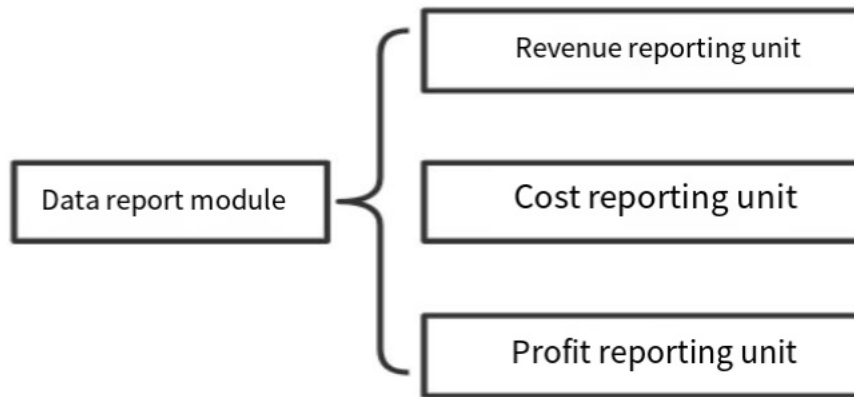 Revenue reporting unit
Data report module
Cost reporting unit
Profit reporting unit